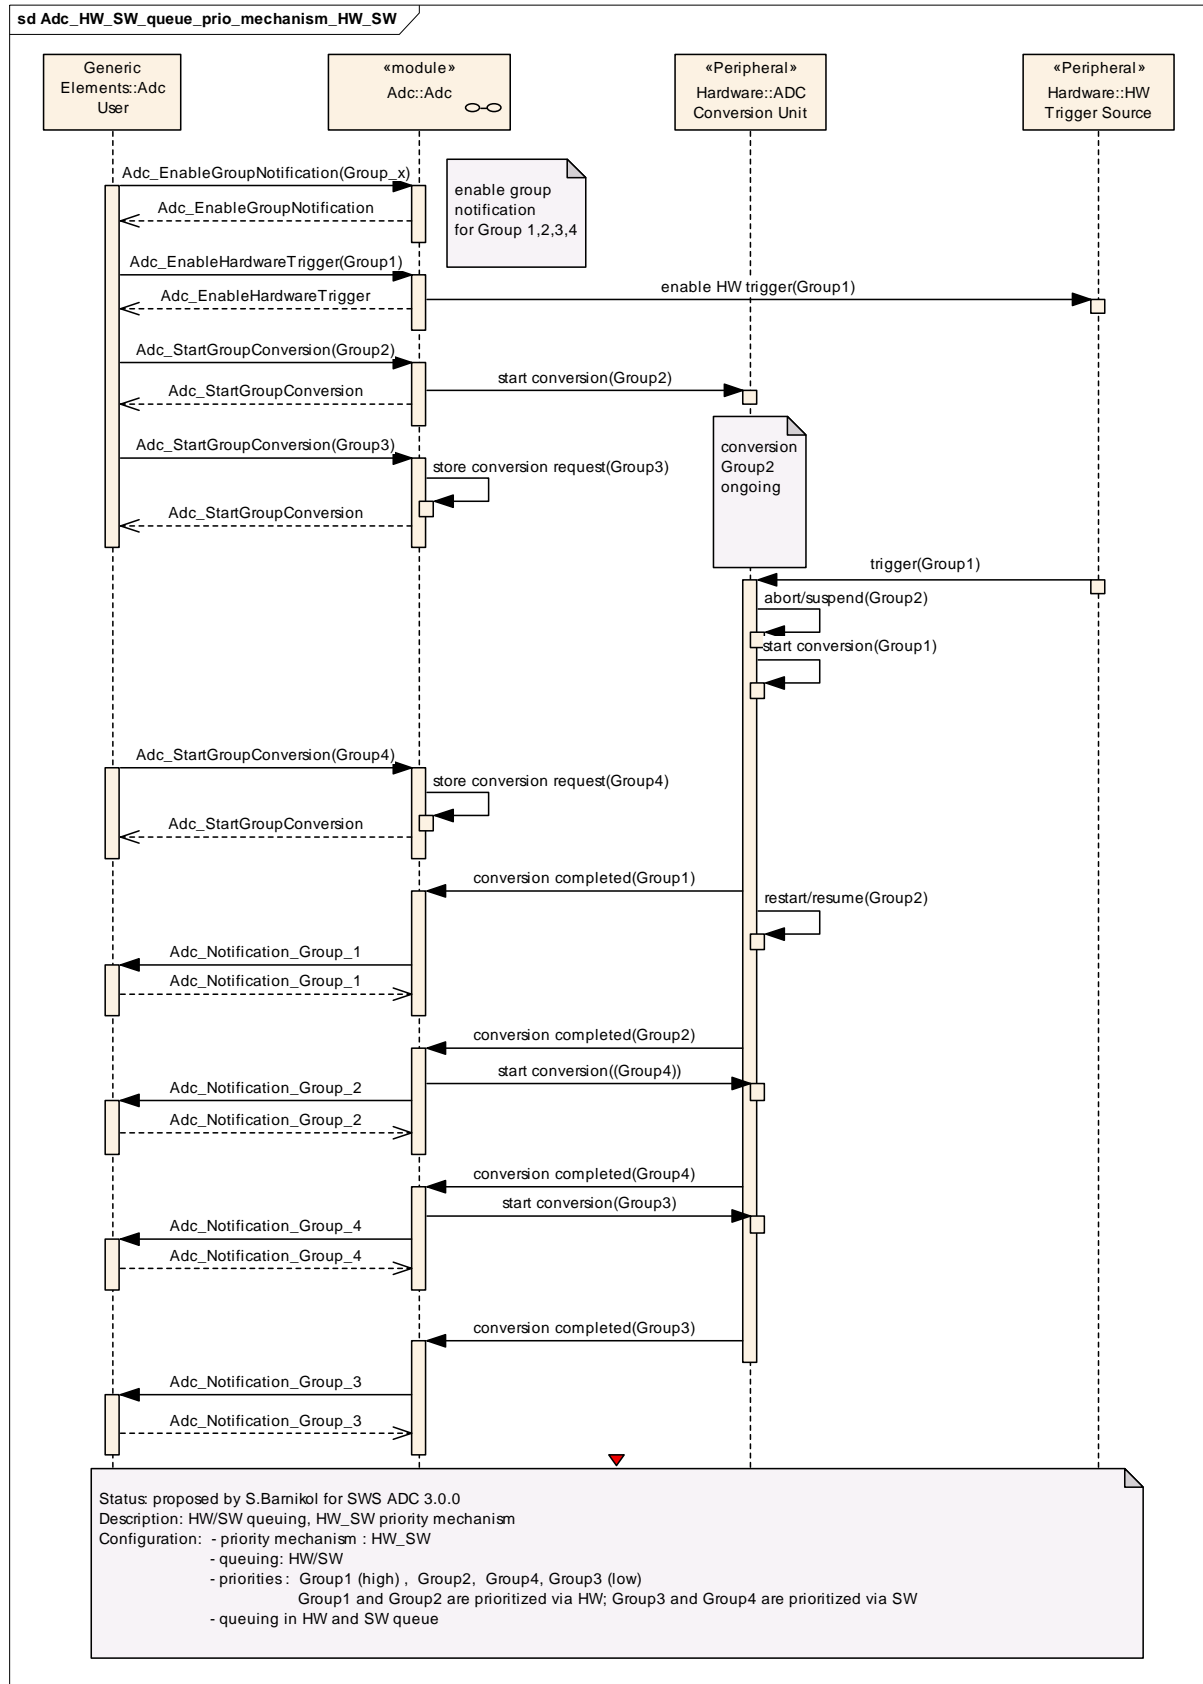 sd Adc_HW_SW_queue_prio_mechanism_HW_SW
Generic
Elements::Adc
User
«module»
Adc::Adc
«Peripheral»
Hardware::ADC
Conversion Unit
«Peripheral»
Hardware::HW
Trigger Source
Adc_EnableGroupNotification(Group_x)
enable group
notification
for Group 1,2,3,4
Adc_EnableGroupNotification
Adc_EnableHardwareTrigger(Group1)
Adc_EnableHardwareTrigger
enable HW trigger(Group1)
Adc_StartGroupConversion(Group2)
start conversion(Group2)
Adc_StartGroupConversion
Adc_StartGroupConversion(Group3)
store conversion request(Group3)
conversion
Group2
ongoing
Adc_StartGroupConversion
trigger(Group1)
abort/suspend(Group2)
start conversion(Group1)
Adc_StartGroupConversion(Group4)
store conversion request(Group4)
Adc_StartGroupConversion
conversion completed(Group1)
restart/resume(Group2)
Adc_Notification_Group_1
Adc_Notification_Group_1
conversion completed(Group2)
start conversion((Group4))
Adc_Notification_Group_2
Adc_Notification_Group_2
conversion completed(Group4)
start conversion(Group3)
Adc_Notification_Group_4
Adc_Notification_Group_4
conversion completed(Group3)
Adc_Notification_Group_3
Adc_Notification_Group_3
Status: proposed by S.Barnikol for SWS ADC 3.0.0
Description: HW/SW queuing, HW_SW priority mechanism
Configuration: - priority mechanism : HW_SW
- queuing: HW/SW
- priorities : Group1 (high) , Group2, Group4, Group3 (low)
Group1 and Group2 are prioritized via HW; Group3 and Group4 are prioritized via SW
- queuing in HW and SW queue